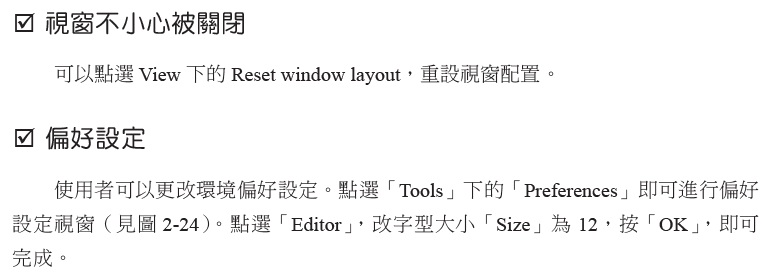 ☑ 視窗不小心被關閉
可以點選 View 下的 Reset window layout，重設視窗配置。
☑ 偏好設定
使用者可以更改環境偏好設定。點選「Tools」下的「Preferences」即可進行偏好
設定視窗（見圖 2-24）。點選「Editor」，改字型大小「Size」為 12，按「OK」，即可
完成。